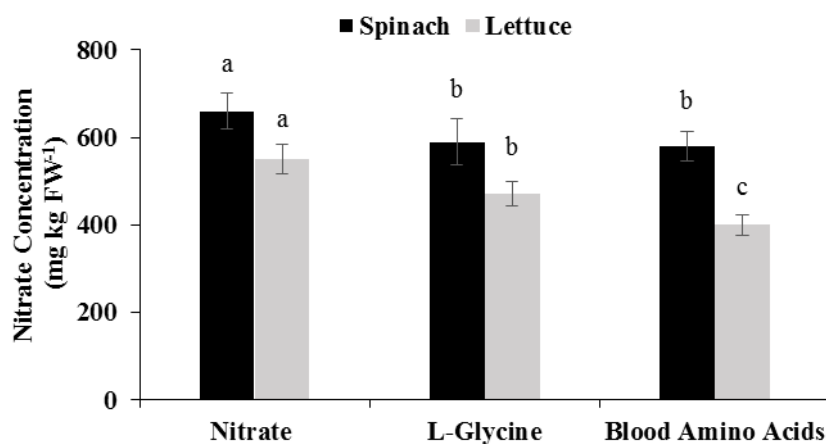 Spinach Lettuce
Nitrate Concentration
(mg kg FW-1)
800
600
400
200
0
a
a
b
b
b
c
Nitrate
L-Glycine
Blood Amino Acids